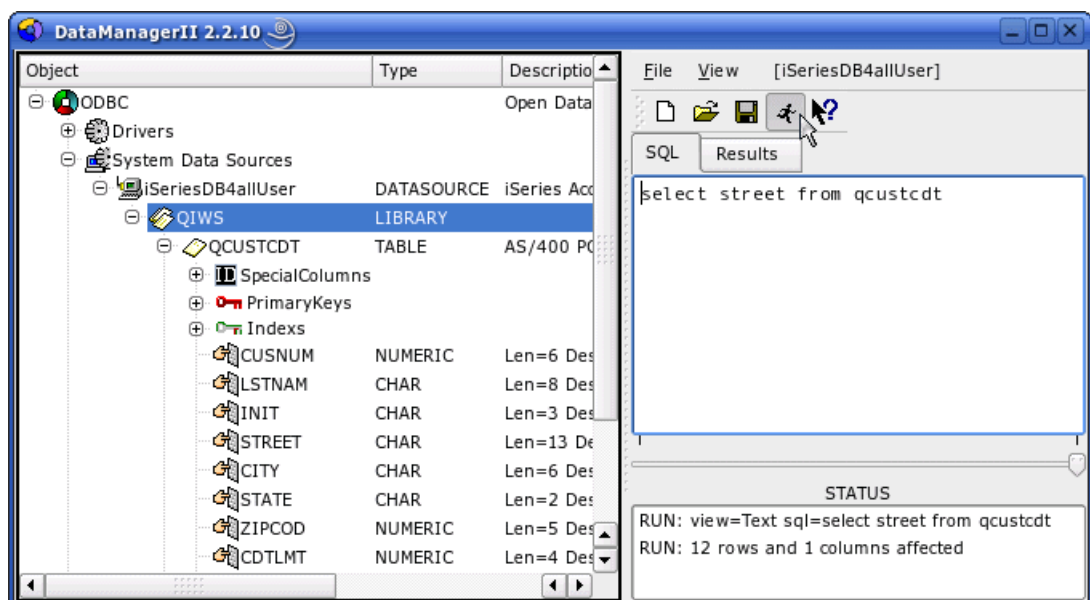 DataManagerII 2.2.10
Object Type Descriptio
ODBC Open Data
Drivers
System Data Sources
iSeriesDB4allUser DATASOURCE iSeries Acc
QIWS LIBRARY
QCUSTCDT TABLE AS/400 PC
SpecialColumns
PrimaryKeys
Indexs
CUSNUM NUMERIC Len=6 Des
LSTNAM CHAR Len=8 Des
INIT CHAR Len=3 Des
STREET CHAR Len=13 De
CITY CHAR Len=6 Des
STATE CHAR Len=2 Des
ZIPCOD NUMERIC Len=5 Des
CDTLMT NUMERIC Len=4 Des
File View [iSeriesDB4allUser]
SQL Results
select street from qcustcdt
STATUS
RUN: view=Text sql=select street from qcustcdt
RUN: 12 rows and 1 columns affected